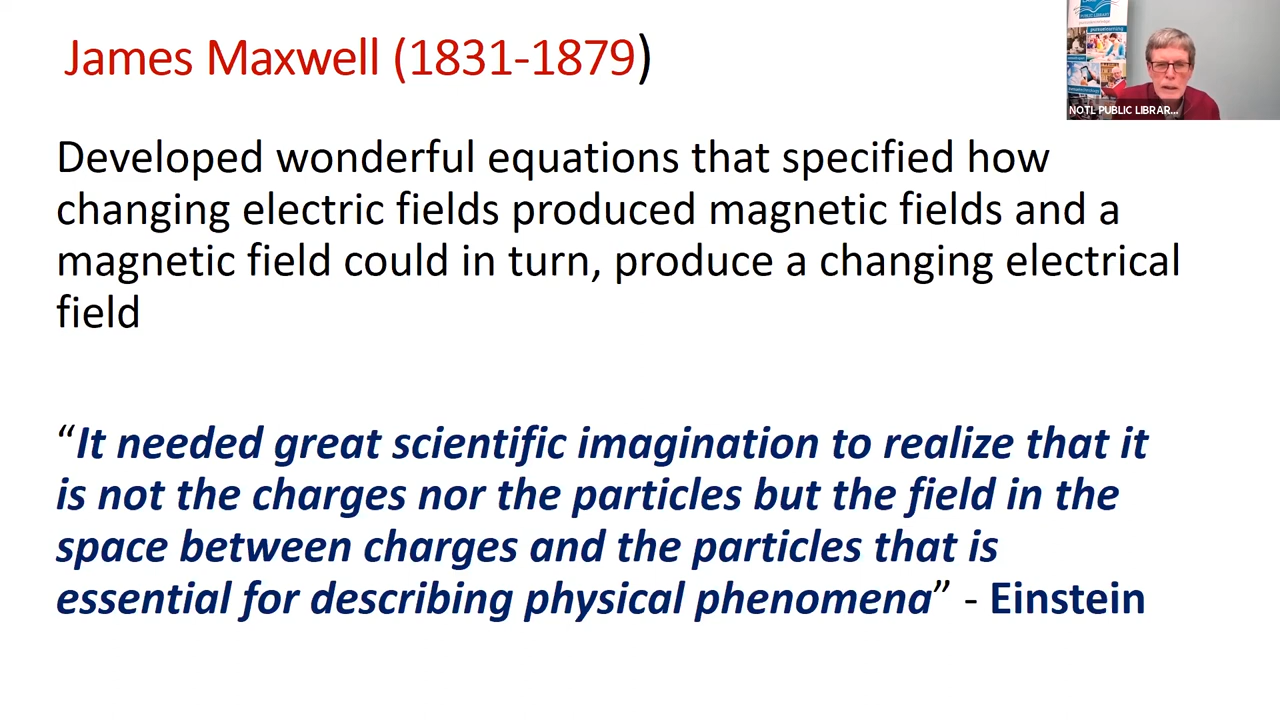 James Maxwell (1831-1879)
NOTL PUBLIC LIBRAR...
Developed wonderful equations that specified how
changing electric fields produced magnetic fields and a
magnetic field could in turn, produce a changing electrical
field
“It needed great scientific imagination to realize that it
is not the charges nor the particles but the field in the
space between charges and the particles that is
essential for describing physical phenomena” - Einstein